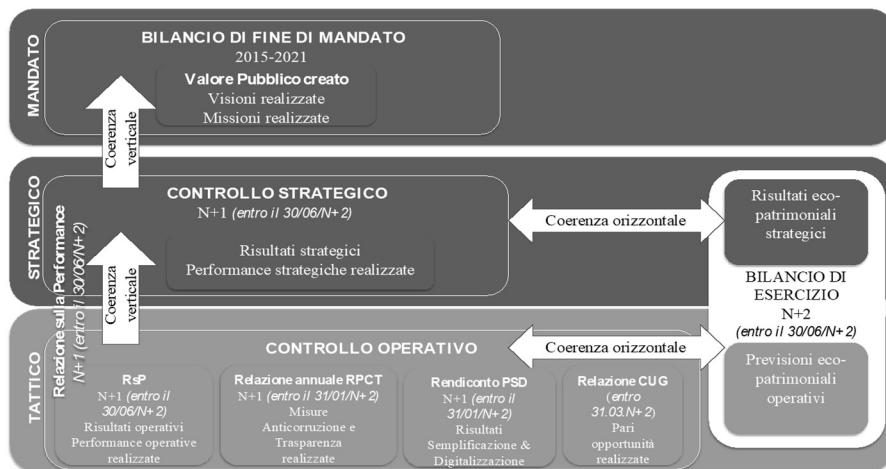 MANDATO
BILANCIO DI FINE DI MANDATO
2015-2021
Valore Pubblico creato
Visioni realizzate
Missioni realizzate
Coerenza
verticale
STRATEGICO
Relazione sulla Performance
N+1 (entro il 30/06/N+2)
CONTROLLO STRATEGICO
N+1 (entro il 30/06/N+2)
Risultati strategici
Performance strategiche realizzate
Coerenza
verticale
Coerenza orizzontale
Risultati eco-
patrimoniali
strategici
BILANCIO DI
ESERCIZIO
N+2
(entro il 30/06/N+2)
Previsioni eco-
patrimoniali
operativi
TATTICO
CONTROLLO OPERATIVO
Coerenza orizzontale
RsP
N+1 (entro il
30/06/N+2)
Risultati operativi
Performance operative
realizzate
Relazione annuale RPCT
N+1 (entro il 31/01/N+2)
Misure
Anticorruzione e
Trasparenza
realizzate
Rendiconto PSD
N+1 (entro il
31/01/N+2)
Risultati
Semplificazione &
Digitalizzazione
Relazione CUG
(entro
31.03.N+2)
Pari
opportunità
realizzate